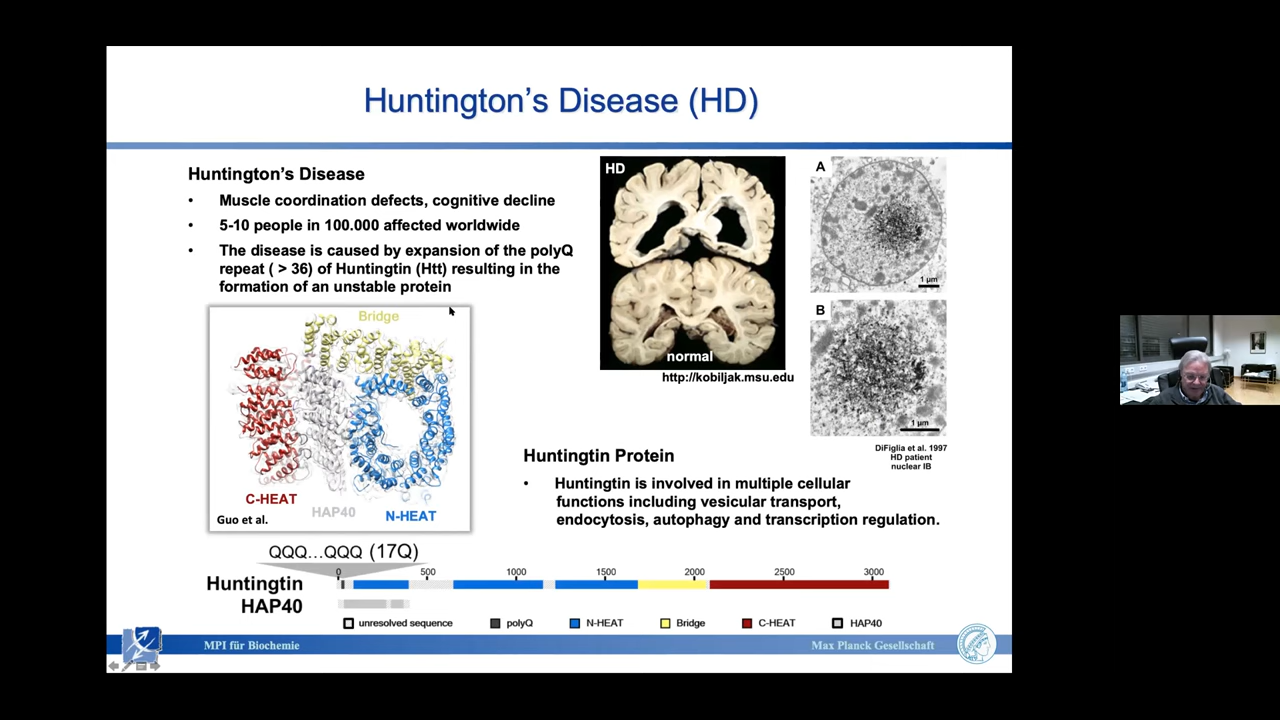 Huntington's Disease (HD)
Huntington's Disease
• Muscle coordination defects, cognitive decline
• 5-10 people in 100.000 affected worldwide
• The disease is caused by expansion of the polyQ
repeat ( > 36) of Huntingtin (Htt) resulting in the
formation of an unstable protein
HD
normal
http://kobiljak.msu.edu
A
1 μm
B
1 μm
DiFiglia et al. 1997
HD patient
nuclear IB
Bridge
C-HEAT
HAP40
N-HEAT
Guo et al.
Huntingtin Protein
• Huntingtin is involved in multiple cellular
functions including vesicular transport,
endocytosis, autophagy and transcription regulation.
QQQ...QQQ (17Q)
0 500 1000 1500 2000 2500 3000
Huntingtin
HAP40
unresolved sequence polyQ N-HEAT Bridge C-HEAT HAP40
MPI für Biochemie
Max Planck Gesellschaft